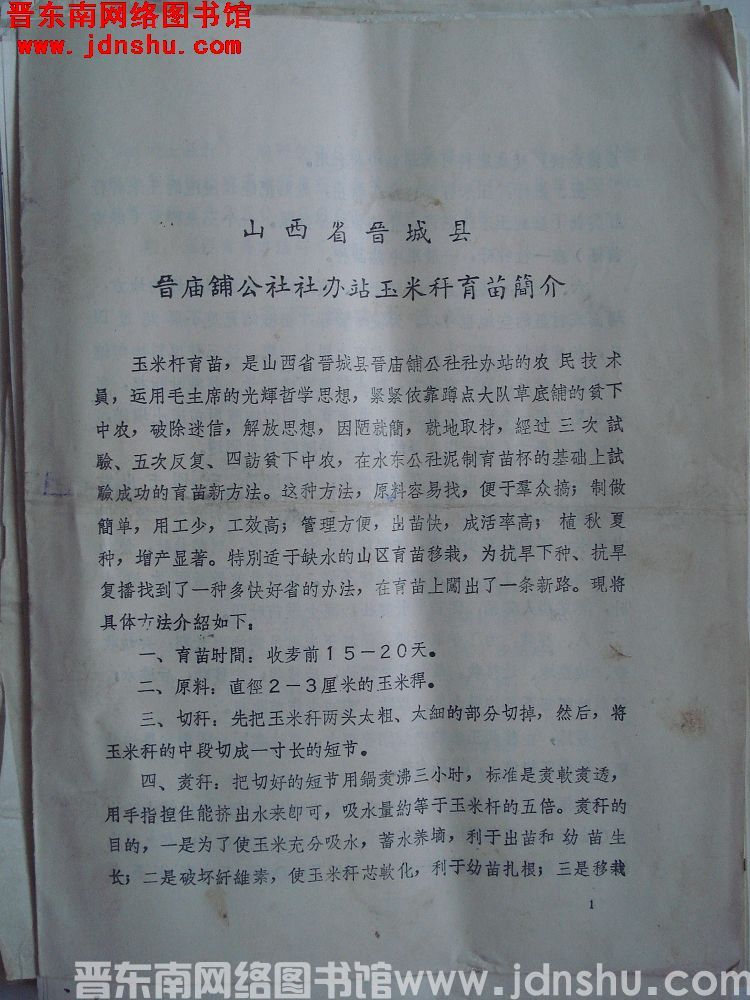 晋东南网络图书馆
www.jdnshu.com
山西省晋城县
晋庙舖公社社办站玉米秆育苗簡介
玉米杆育苗，是山西省晋城县晋庙舖公社社办站的农民技术
員，运用毛主席的光輝哲学思想，紧紧依靠蹲点大队草底舖的貧下
中农，破除迷信，解放思想，因陋就簡，就地取材，經过三次試
驗、五次反复、四訪貧下中农，在水东公社泥制育苗杯的基础上試
驗成功的育苗新方法。这种方法，原料容易找，便于羣众搞；制做
簡单，用工少，工效高；管理方便，出苗快，成活率高；植秋夏
种，增产显著。特別适于缺水的山区育苗移栽，为抗旱下种、抗旱
复播找到了一种多快好省的办法，在育苗上闖出了一条新路。現将
具体方法介紹如下。
一、育苗时間：收麦前１５－２０天。
二、原料：直徑２－３厘米的玉米稈。
三、切秆：先把玉米秆两头太粗、太細的部分切掉，然后，将
玉米秆的中段切成一寸长的短节。
四、煑秆：把切好的短节用鍋煑沸三小时，标准是煑軟煑透，
用手指揑住能挤出水来卽可，吸水量約等于玉米杆的五倍。煑秆的
目的，一是为了使玉米充分吸水，蓄水养墒，利于出苗和幼苗生
长；二是破坏纤維素，使玉米秆芯軟化，利于幼苗扎根；三是移栽
1
晋东南网络图书馆www.jdnshu.com